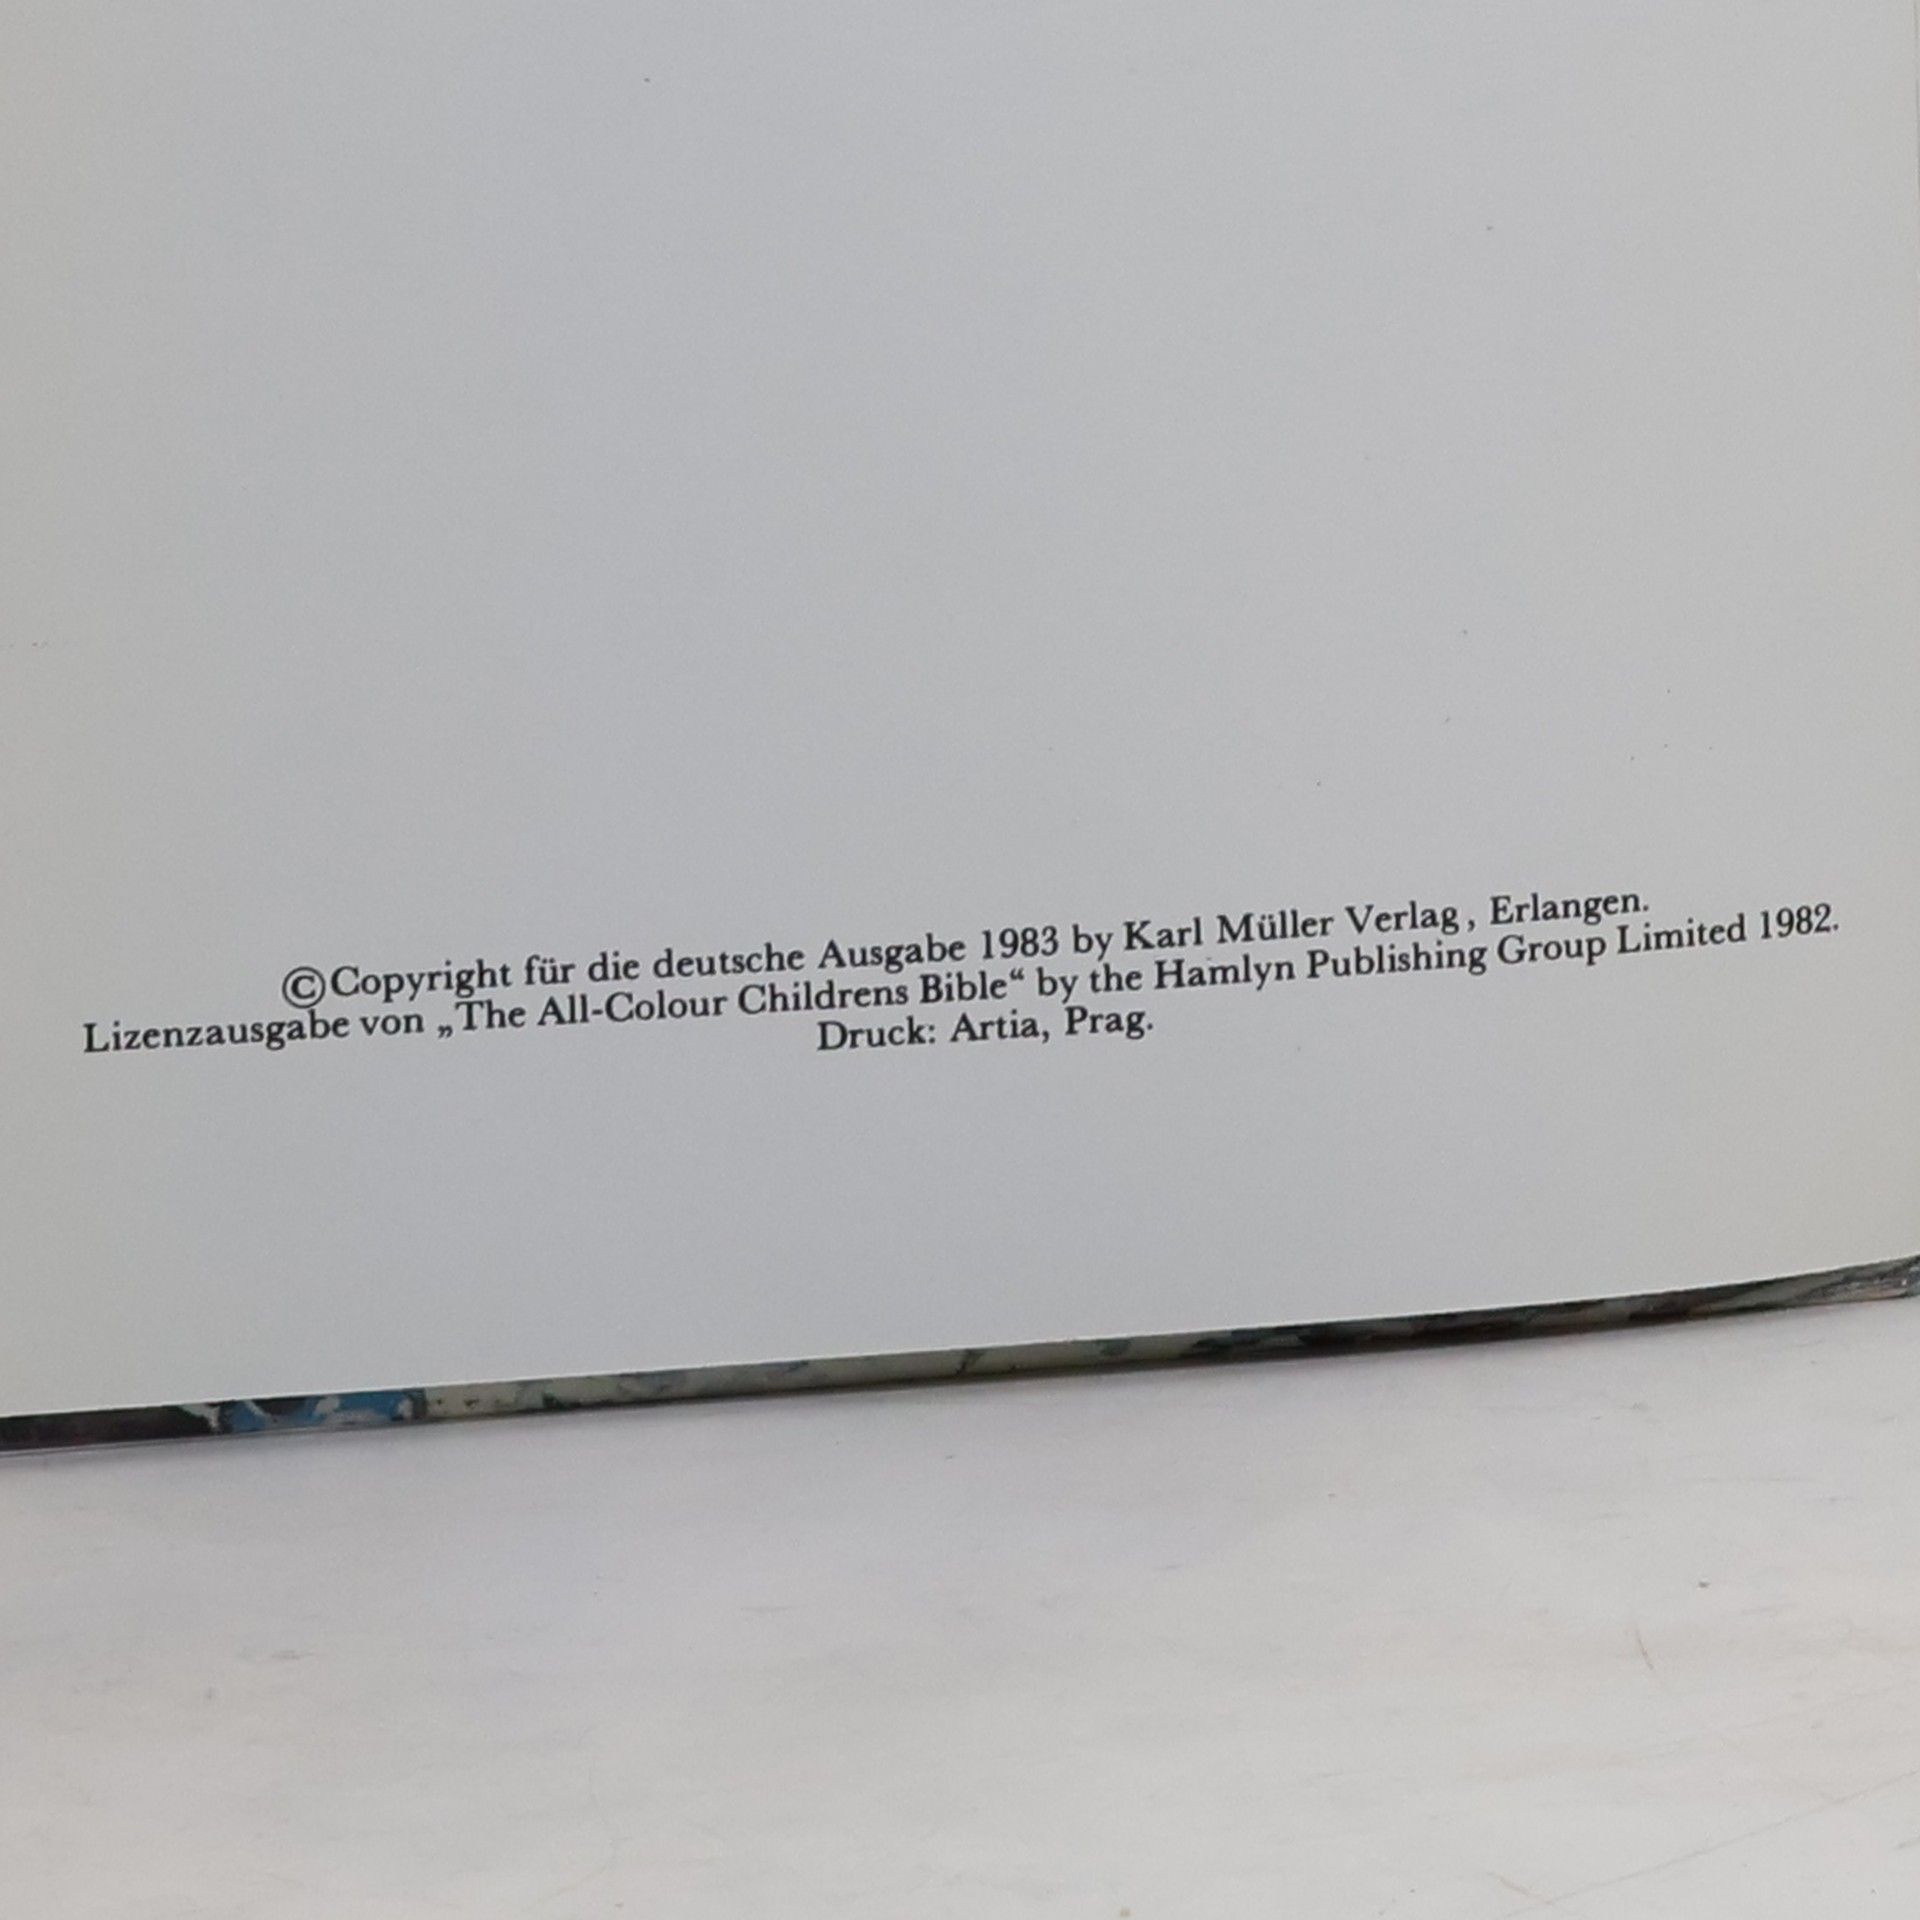 ©Copyright für die deutsche Ausgabe 1983 by Karl Müller Verlag, Erlangen.
Lizenzausgabe von „The All-Colour Childrens Bible“ by the Hamlyn Publishing Group Limited 1982.
Druck: Artia, Prag.